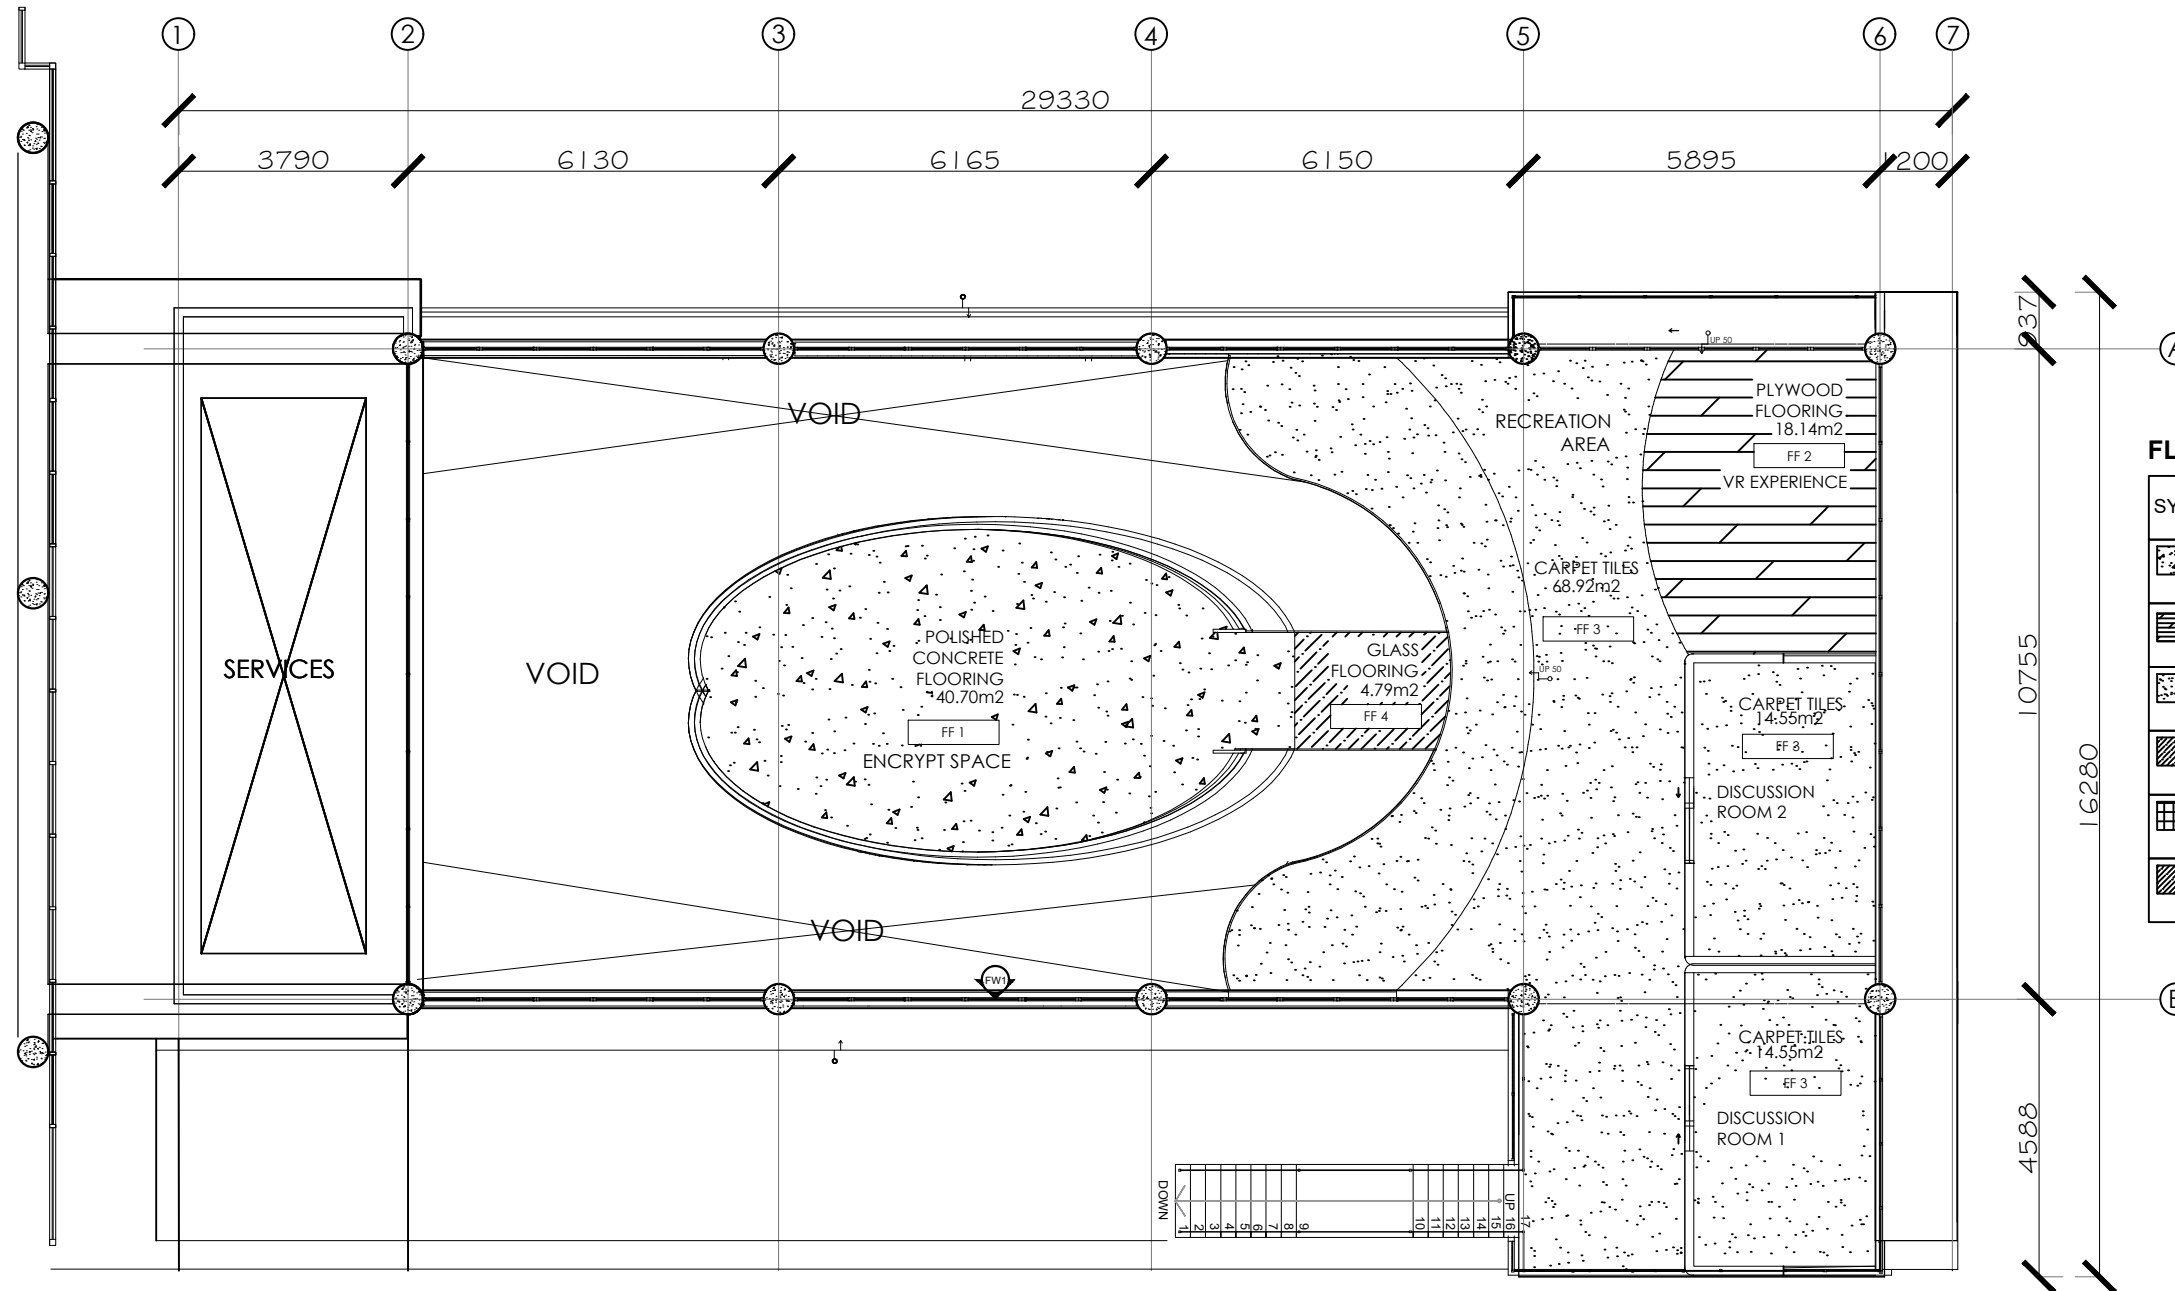 1
2
3
4
5
6
7
29330
3790
6130
6165
6150
5895
1200
937
A
UP 50
PLYWOOD
FLOORING
18.14m2
FF 2
VR EXPERIENCE
VOID
RECREATION
AREA
FL
SY
CARPET TILES
68.92m2
FF 3
POLISHED
CONCRETE
FLOORING
40.70m2
FF 1
ENCRYPT SPACE
GLASS
FLOORING
4.79m2
FF 4
UP 50
SERVICES
VOID
10755
CARPET TILES
14.55m2
FF 3
DISCUSSION
ROOM 2
16280
VOID
FW1
CARPET TILES
14.55m2
FF 3
DISCUSSION
ROOM 1
4588
DOWN
1
2
3
4
5
6
7
8
9
10
11
12
13
14
15
16
17
UP